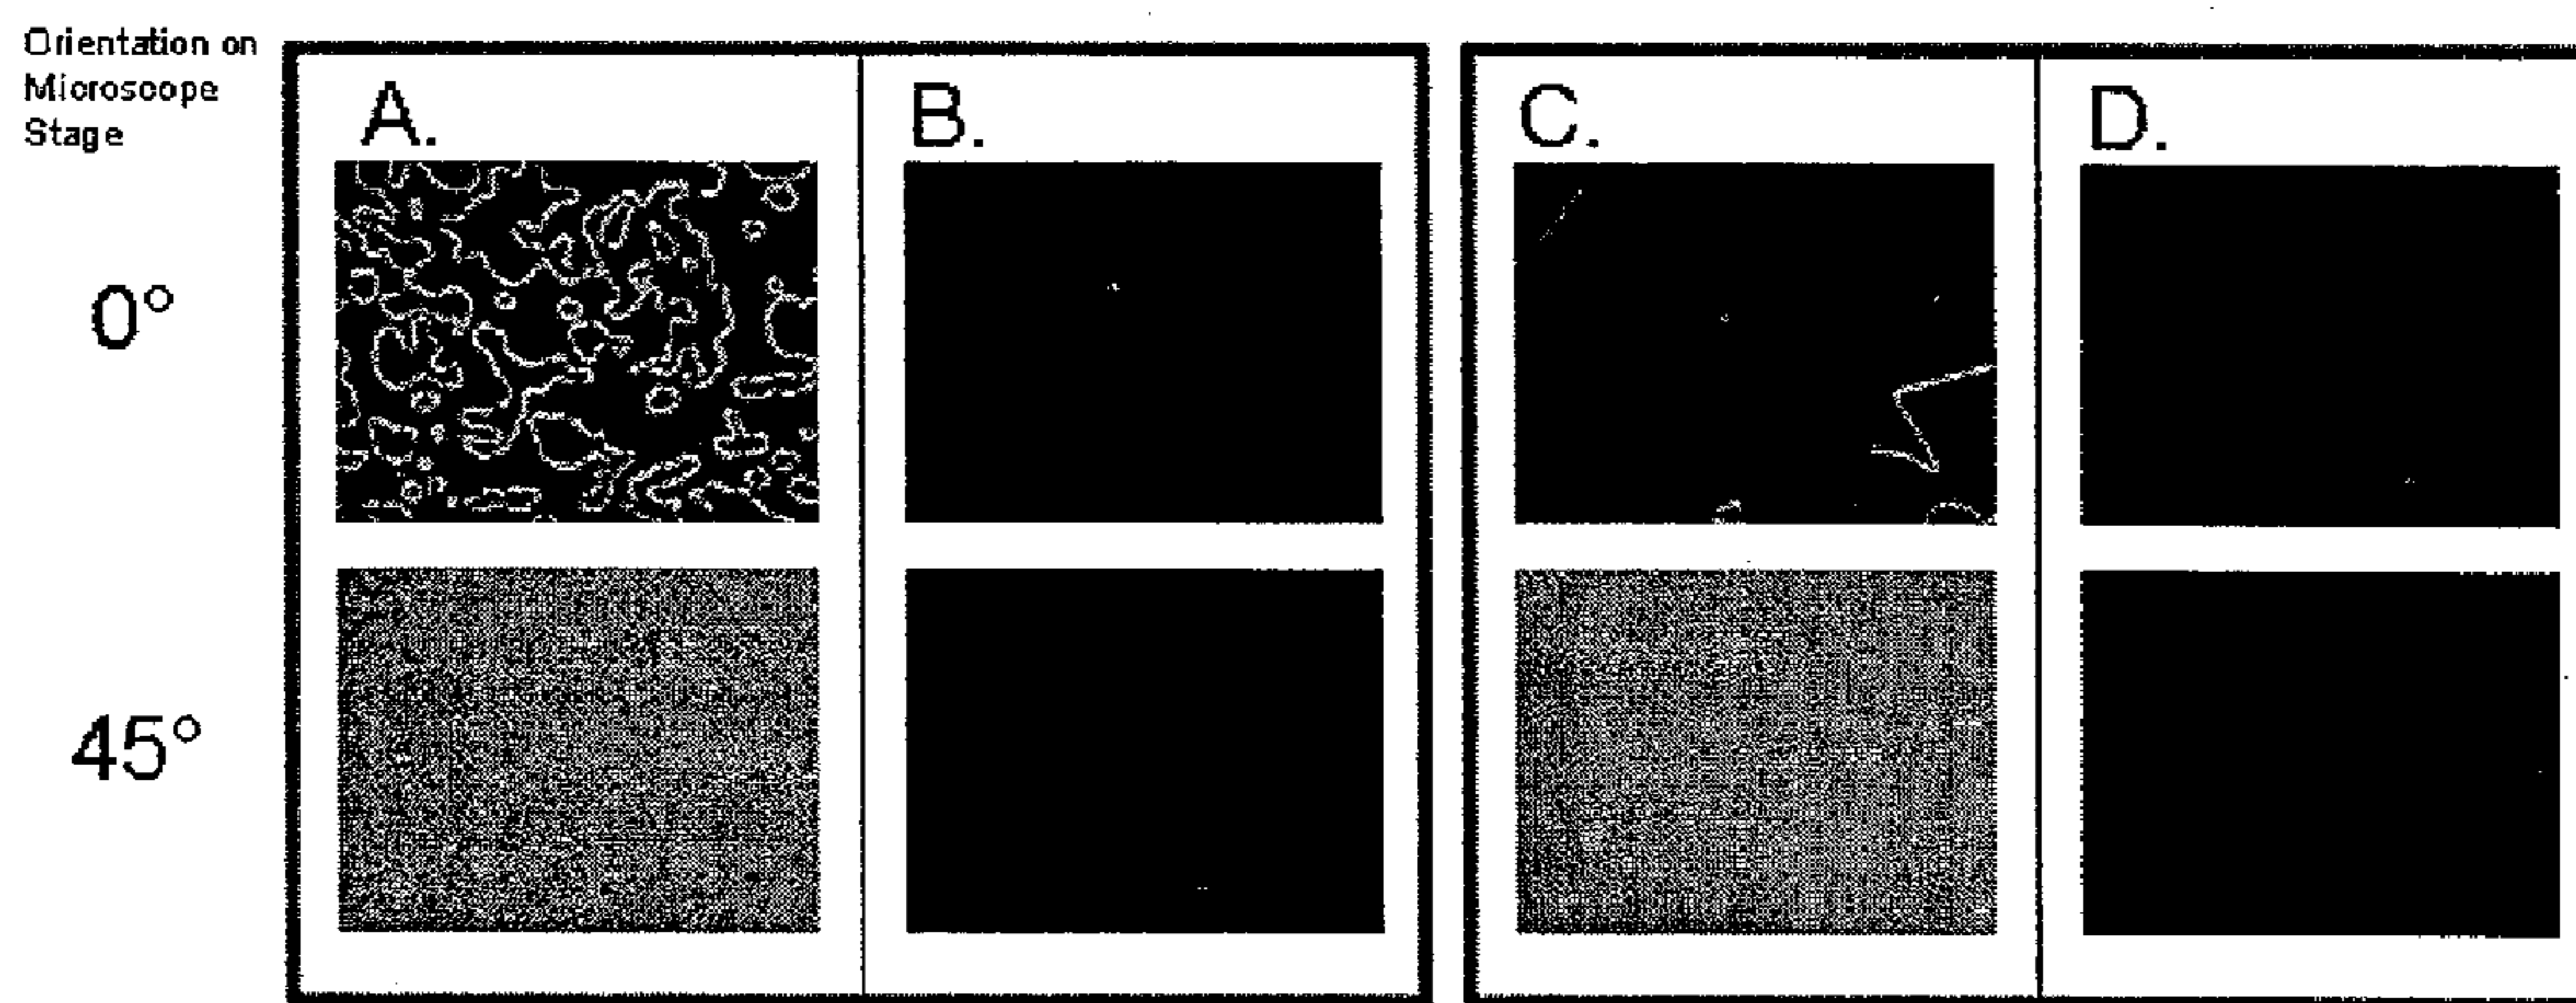 Orientation on
Microscope
Stage
A.
B.
C.
D.
0°
45°